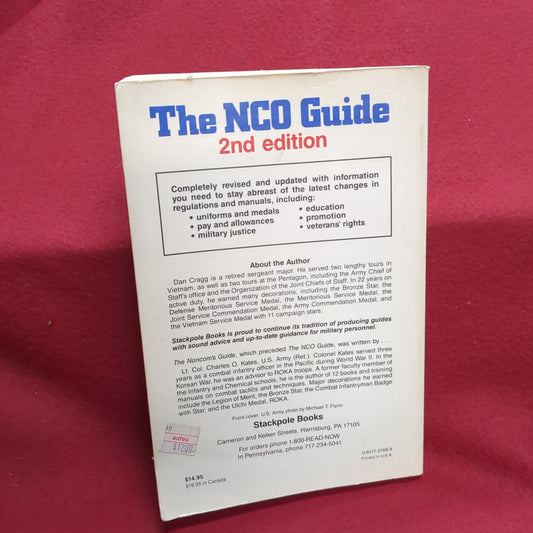 The NCO Guide
2nd edition
Completely revised and updated with information
you need to stay abreast of the latest changes in
regulations and manuals, including:
• uniforms and medals • education
• pay and allowances • promotion
• military justice • veterans' rights
About the Author
Dan Cragg is a retired sergeant major. He served two lengthy tours in
Vietnam, as well as two tours at the Pentagon, including the Army Chief of
Staff's office and the Organization of the Joint Chiefs of Staff. In 22 years on
active duty, he earned many decorations, including the Bronze Star, the
Defense Meritorious Service Medal, the Meritorious Service Medal, the
Joint Service Commendation Medal, the Army Commendation Medal, and
the Vietnam Service Medal with 11 campaign stars.
Stackpole Books is proud to continue its tradition of producing guides
with sound advice and up-to-date guidance for military personnel.
The Noncom's Guide, which preceded The NCO Guide, was written by . . .
Lt. Col. Charles O. Kates, U.S. Army (Ret.). Colonel Kates served three
years as a combat infantry officer in the Pacific during World War II. In the
Korean War, he was an advisor to ROKA troops. A former faculty member of
the Infantry and Chemical schools, he is the author of 12 books and training
manuals on combat tactics and techniques. Major decorations he earned
include the Legion of Merit, the Bronze Star, the Combat Infantryman Badge
with Star, and the Ulchi Medal, ROKA.
Front cover: U.S. Army photo by Michael T. Flynn
Stackpole Books
Cameron and Kelker Streets, Harrisburg, PA 17105
For orders phone 1-800-READ-NOW
In Pennsylvania, phone 717-234-5041
sales
$12.00
$14.95
$19.95 in Canada
0-8117-2168-X
Printed in U.S.A.